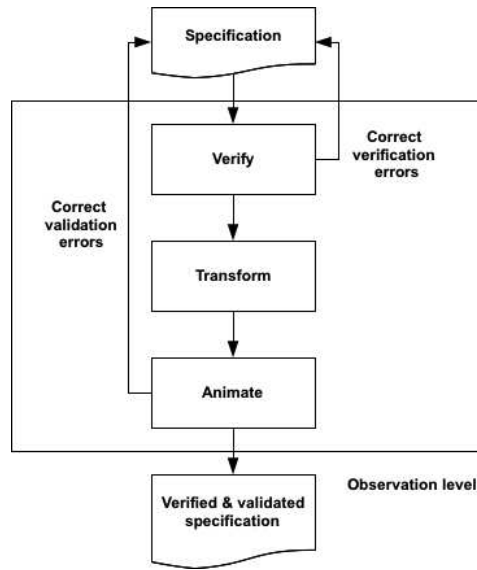 Specification
Verify
Correct
verification
errors
Correct
validation
errors
Transform
Animate
Observation level
Verified & validated
specification